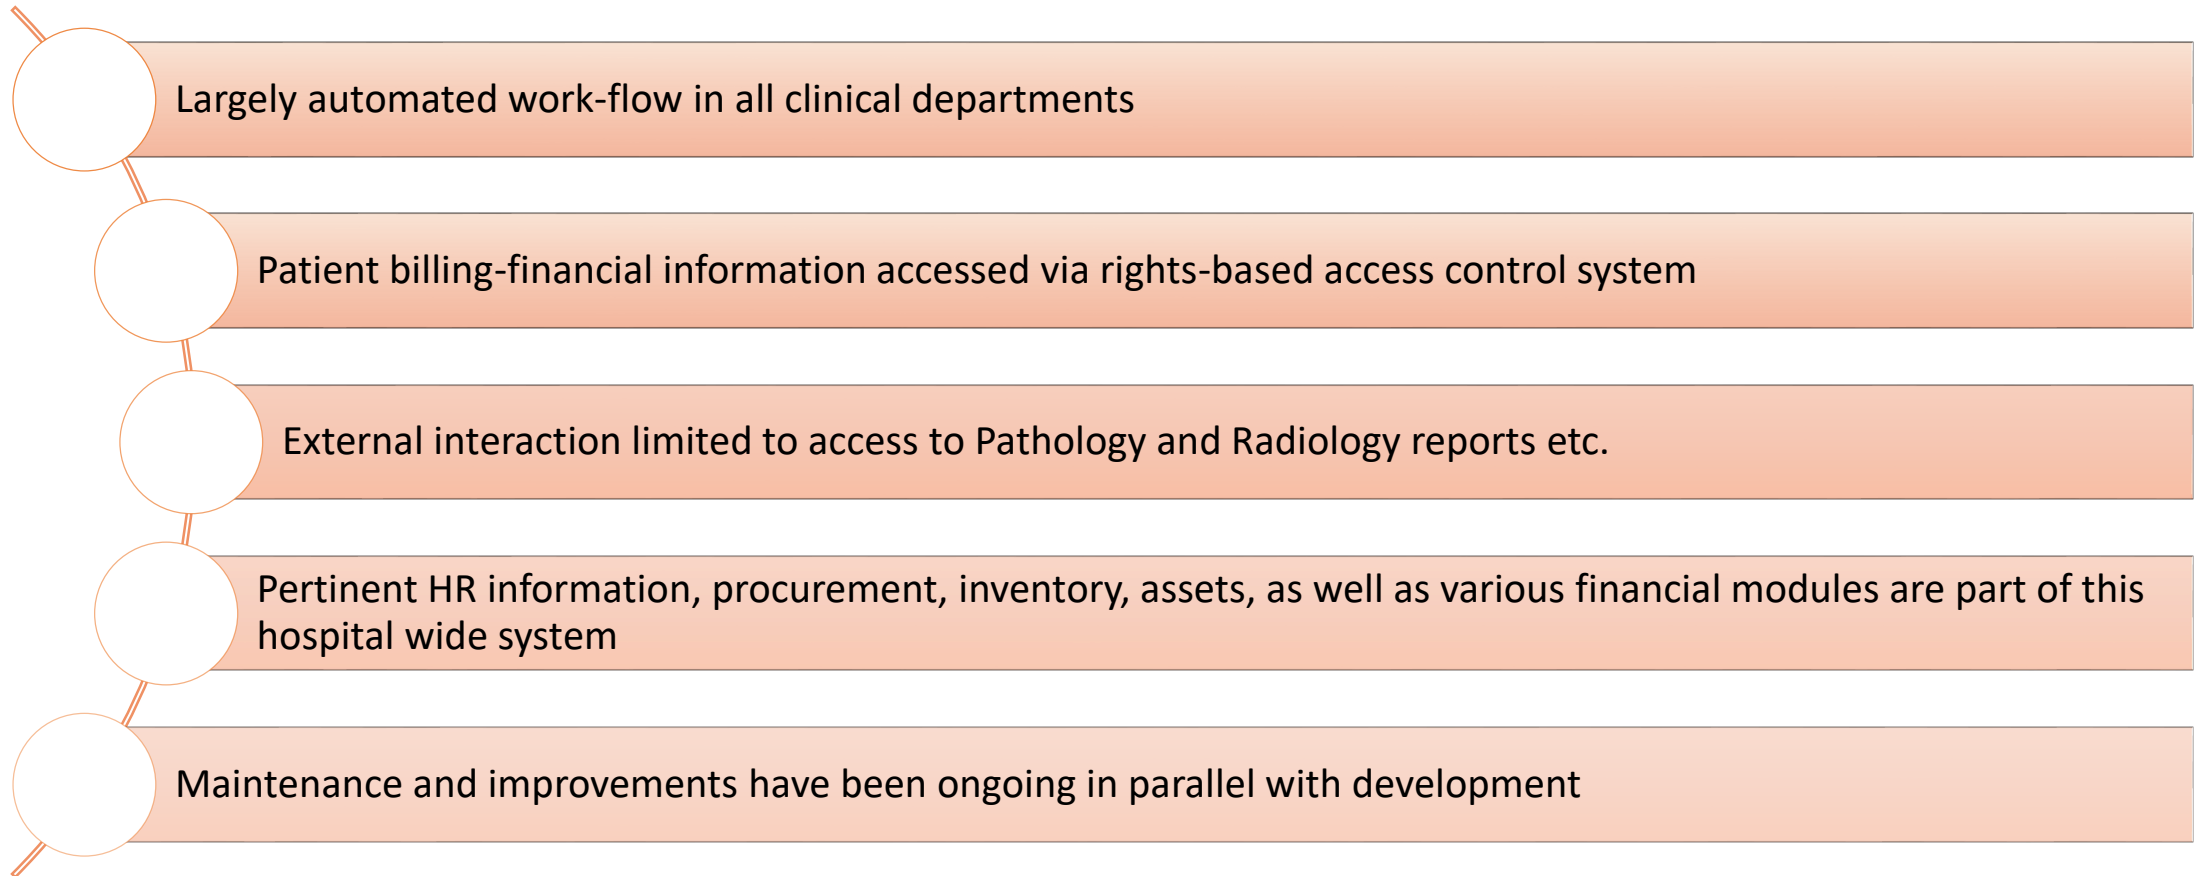 Largely automated work-flow in all clinical departments
Patient billing-financial information accessed via rights-based access control system
External interaction limited to access to Pathology and Radiology reports etc.
Pertinent HR information, procurement, inventory, assets, as well as various financial modules are part of this
hospital wide system
Maintenance and improvements have been ongoing in parallel with development